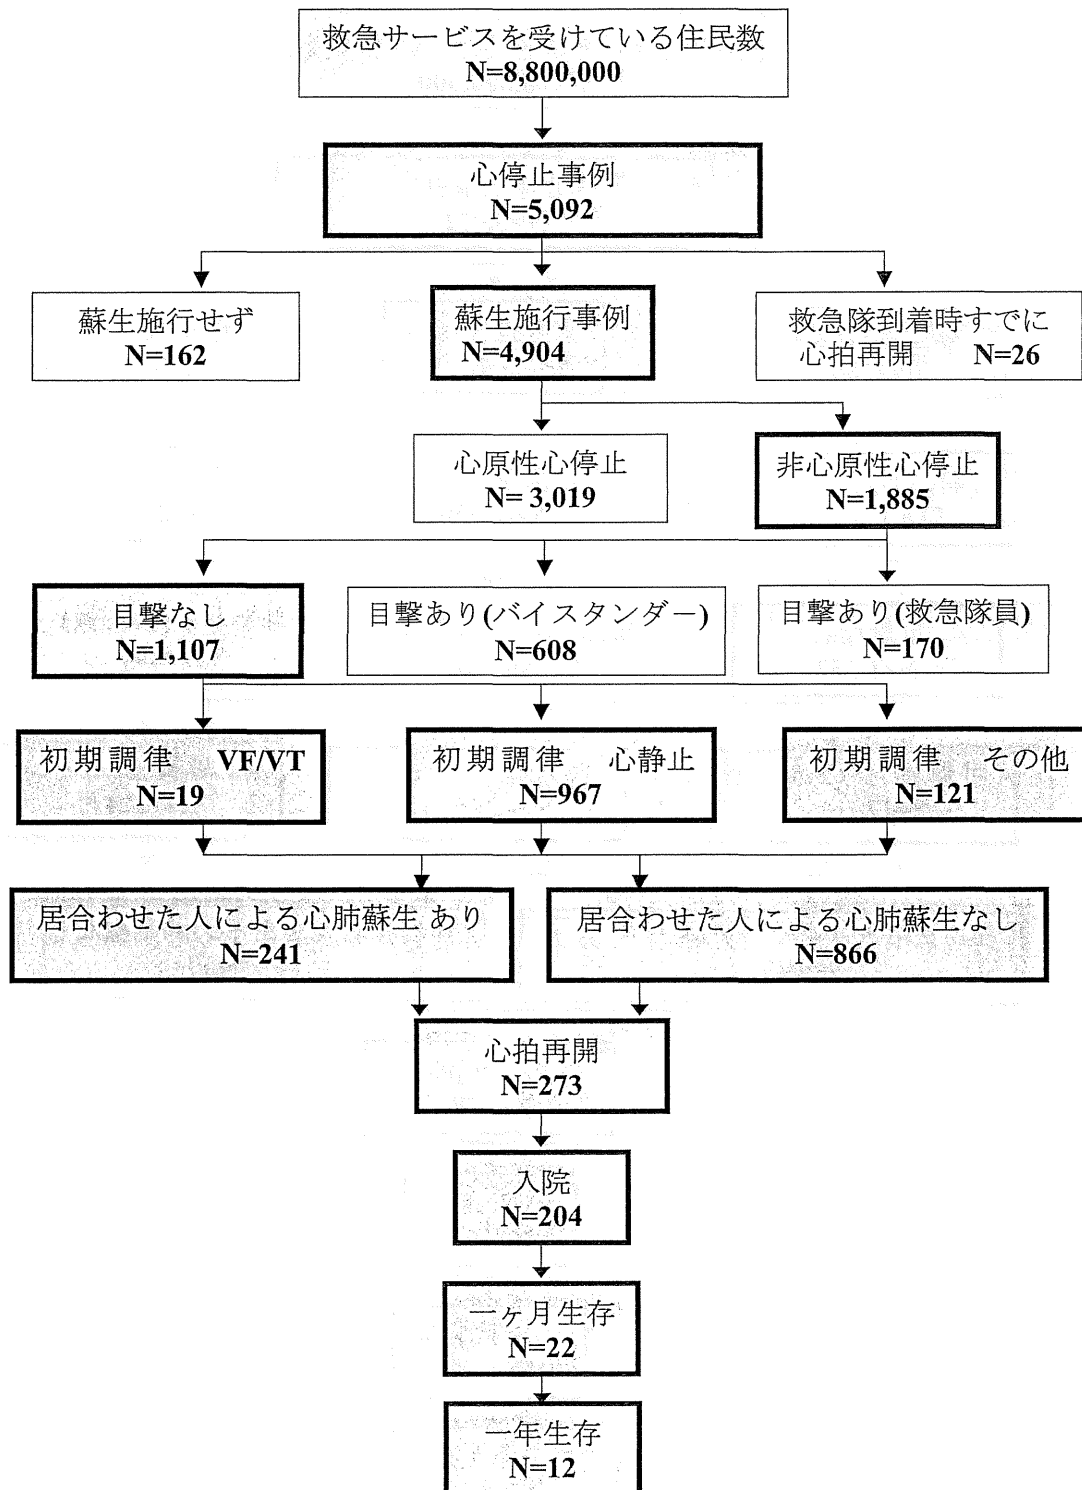 救急サービスを受けている住民数
N=8,800,000
心停止事例
N=5,092
蘇生施行せず
N=162
蘇生施行事例
N=4,904
救急隊到着時すでに
心拍再開 N=26
心原性心停止
N= 3,019
非心原性心停止
N=1,885
目撃なし
N=1,107
目撃あり(バイスタンダー)
N=608
目撃あり(救急隊員)
N=170
初期調律 VF/VT
N=19
初期調律 心静止
N=967
初期調律 その他
N=121
居合わせた人による心肺蘇生 あり
N=241
居合わせた人による心肺蘇生なし
N=866
心拍再開
N=273
入院
N=204
一ヶ月生存
N=22
一年生存
N=12